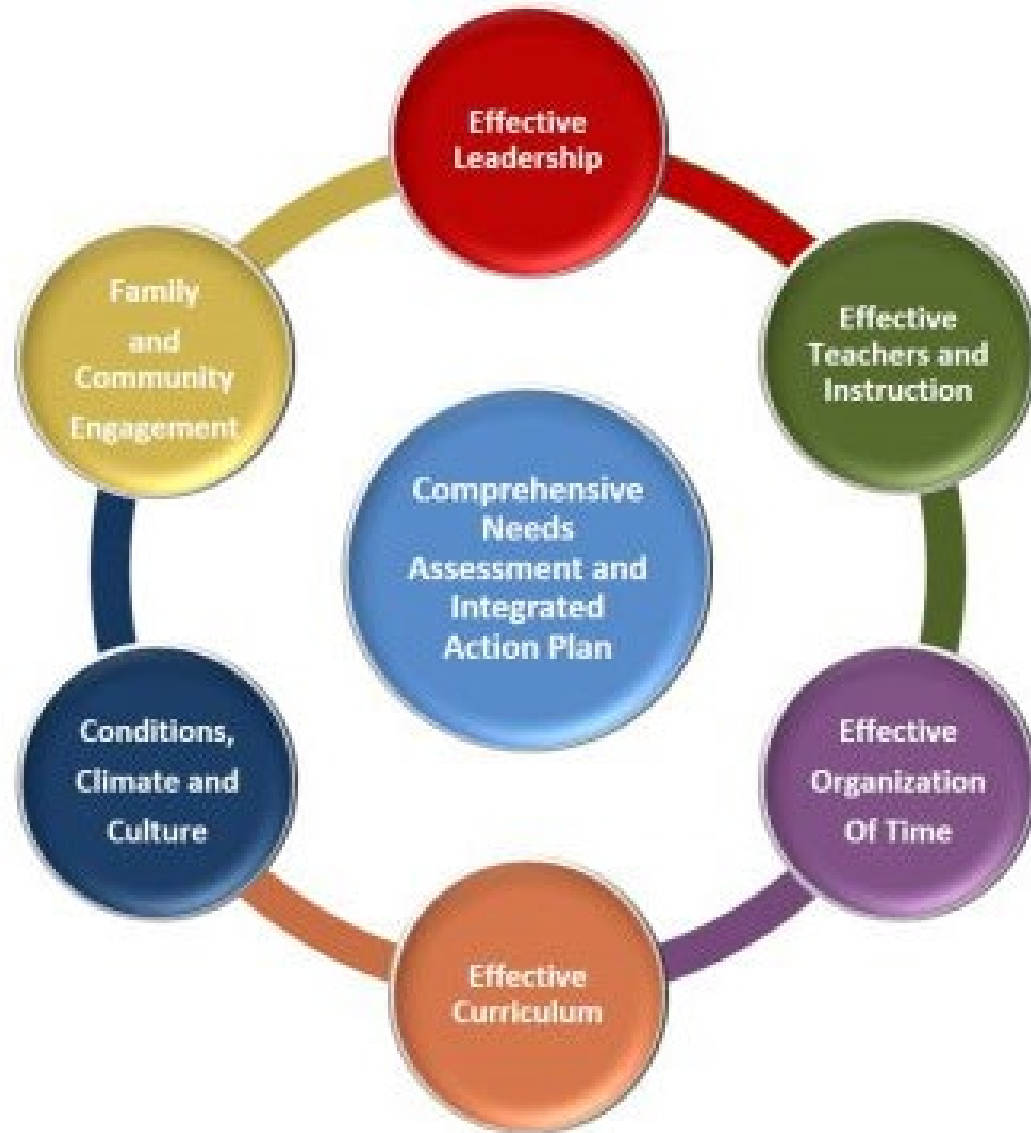 Effective
Leadership
Effective
Teachers and
Instruction
Effective
Organization
Of Time
Effective
Curriculum
Conditions,
Climate and
Culture
Family
and
Community
Engagement
Comprehensive
Needs
Assessment and
Integrated
Action Plan